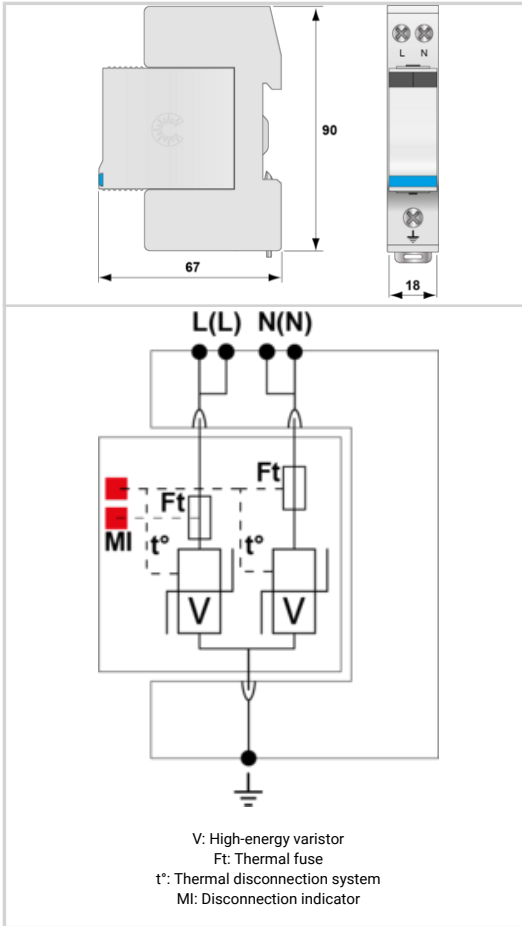 L N
90
67
18
L(L) N(N)
Ft
Ft
MI
t°
t°
V
V
V: High-energy varistor
Ft: Thermal fuse
t°: Thermal disconnection system
MI: Disconnection indicator